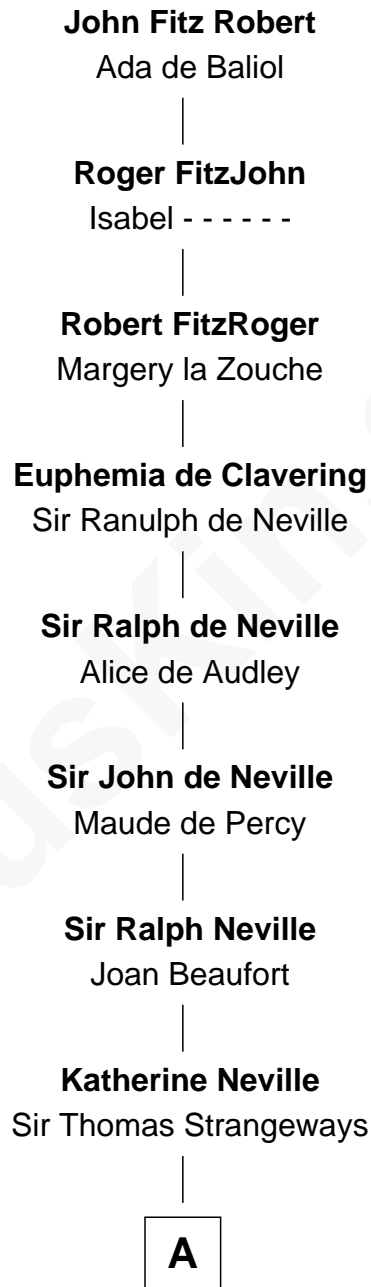 John Fitz Robert
Ada de Baliol
Roger FitzJohn
Isabel - - - - - -
Robert FitzRoger
Margery la Zouche
Euphemia de Clavering
Sir Ranulph de Neville
Sir Ralph de Neville
Alice de Audley
Sir John de Neville
Maude de Percy
Sir Ralph Neville
Joan Beaufort
Katherine Neville
Sir Thomas Strangeways
A